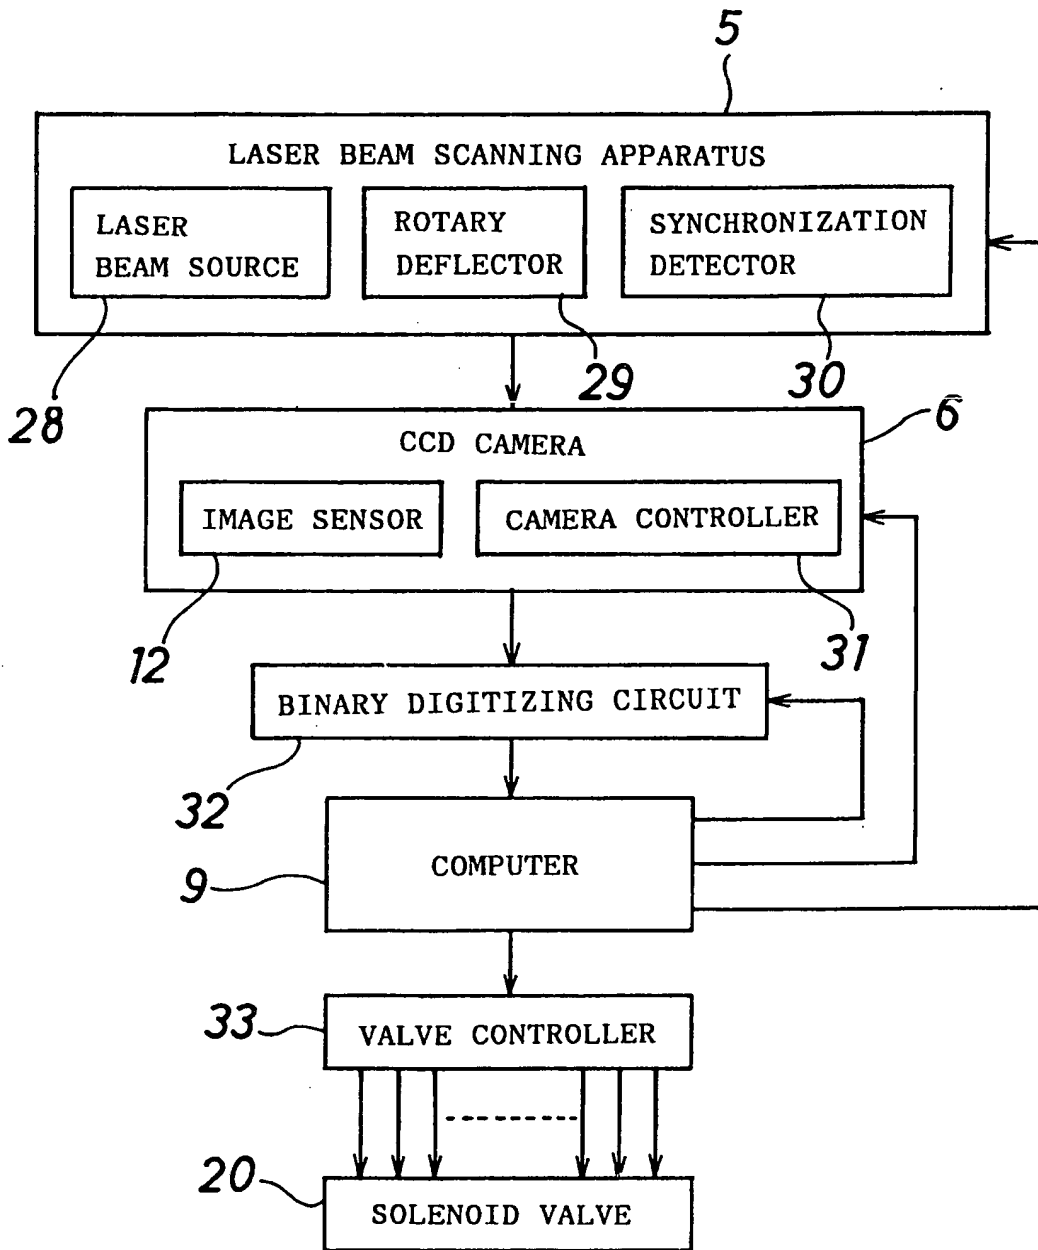 5
LASER BEAM SCANNING APPARATUS
LASER
BEAM SOURCE
ROTARY
DEFLECTOR
SYNCHRONIZATION
DETECTOR
28
29
30
6
CCD CAMERA
IMAGE SENSOR
CAMERA CONTROLLER
12
31
BINARY DIGITIZING CIRCUIT
32
COMPUTER
9
33
VALVE CONTROLLER
20
SOLENOID VALVE